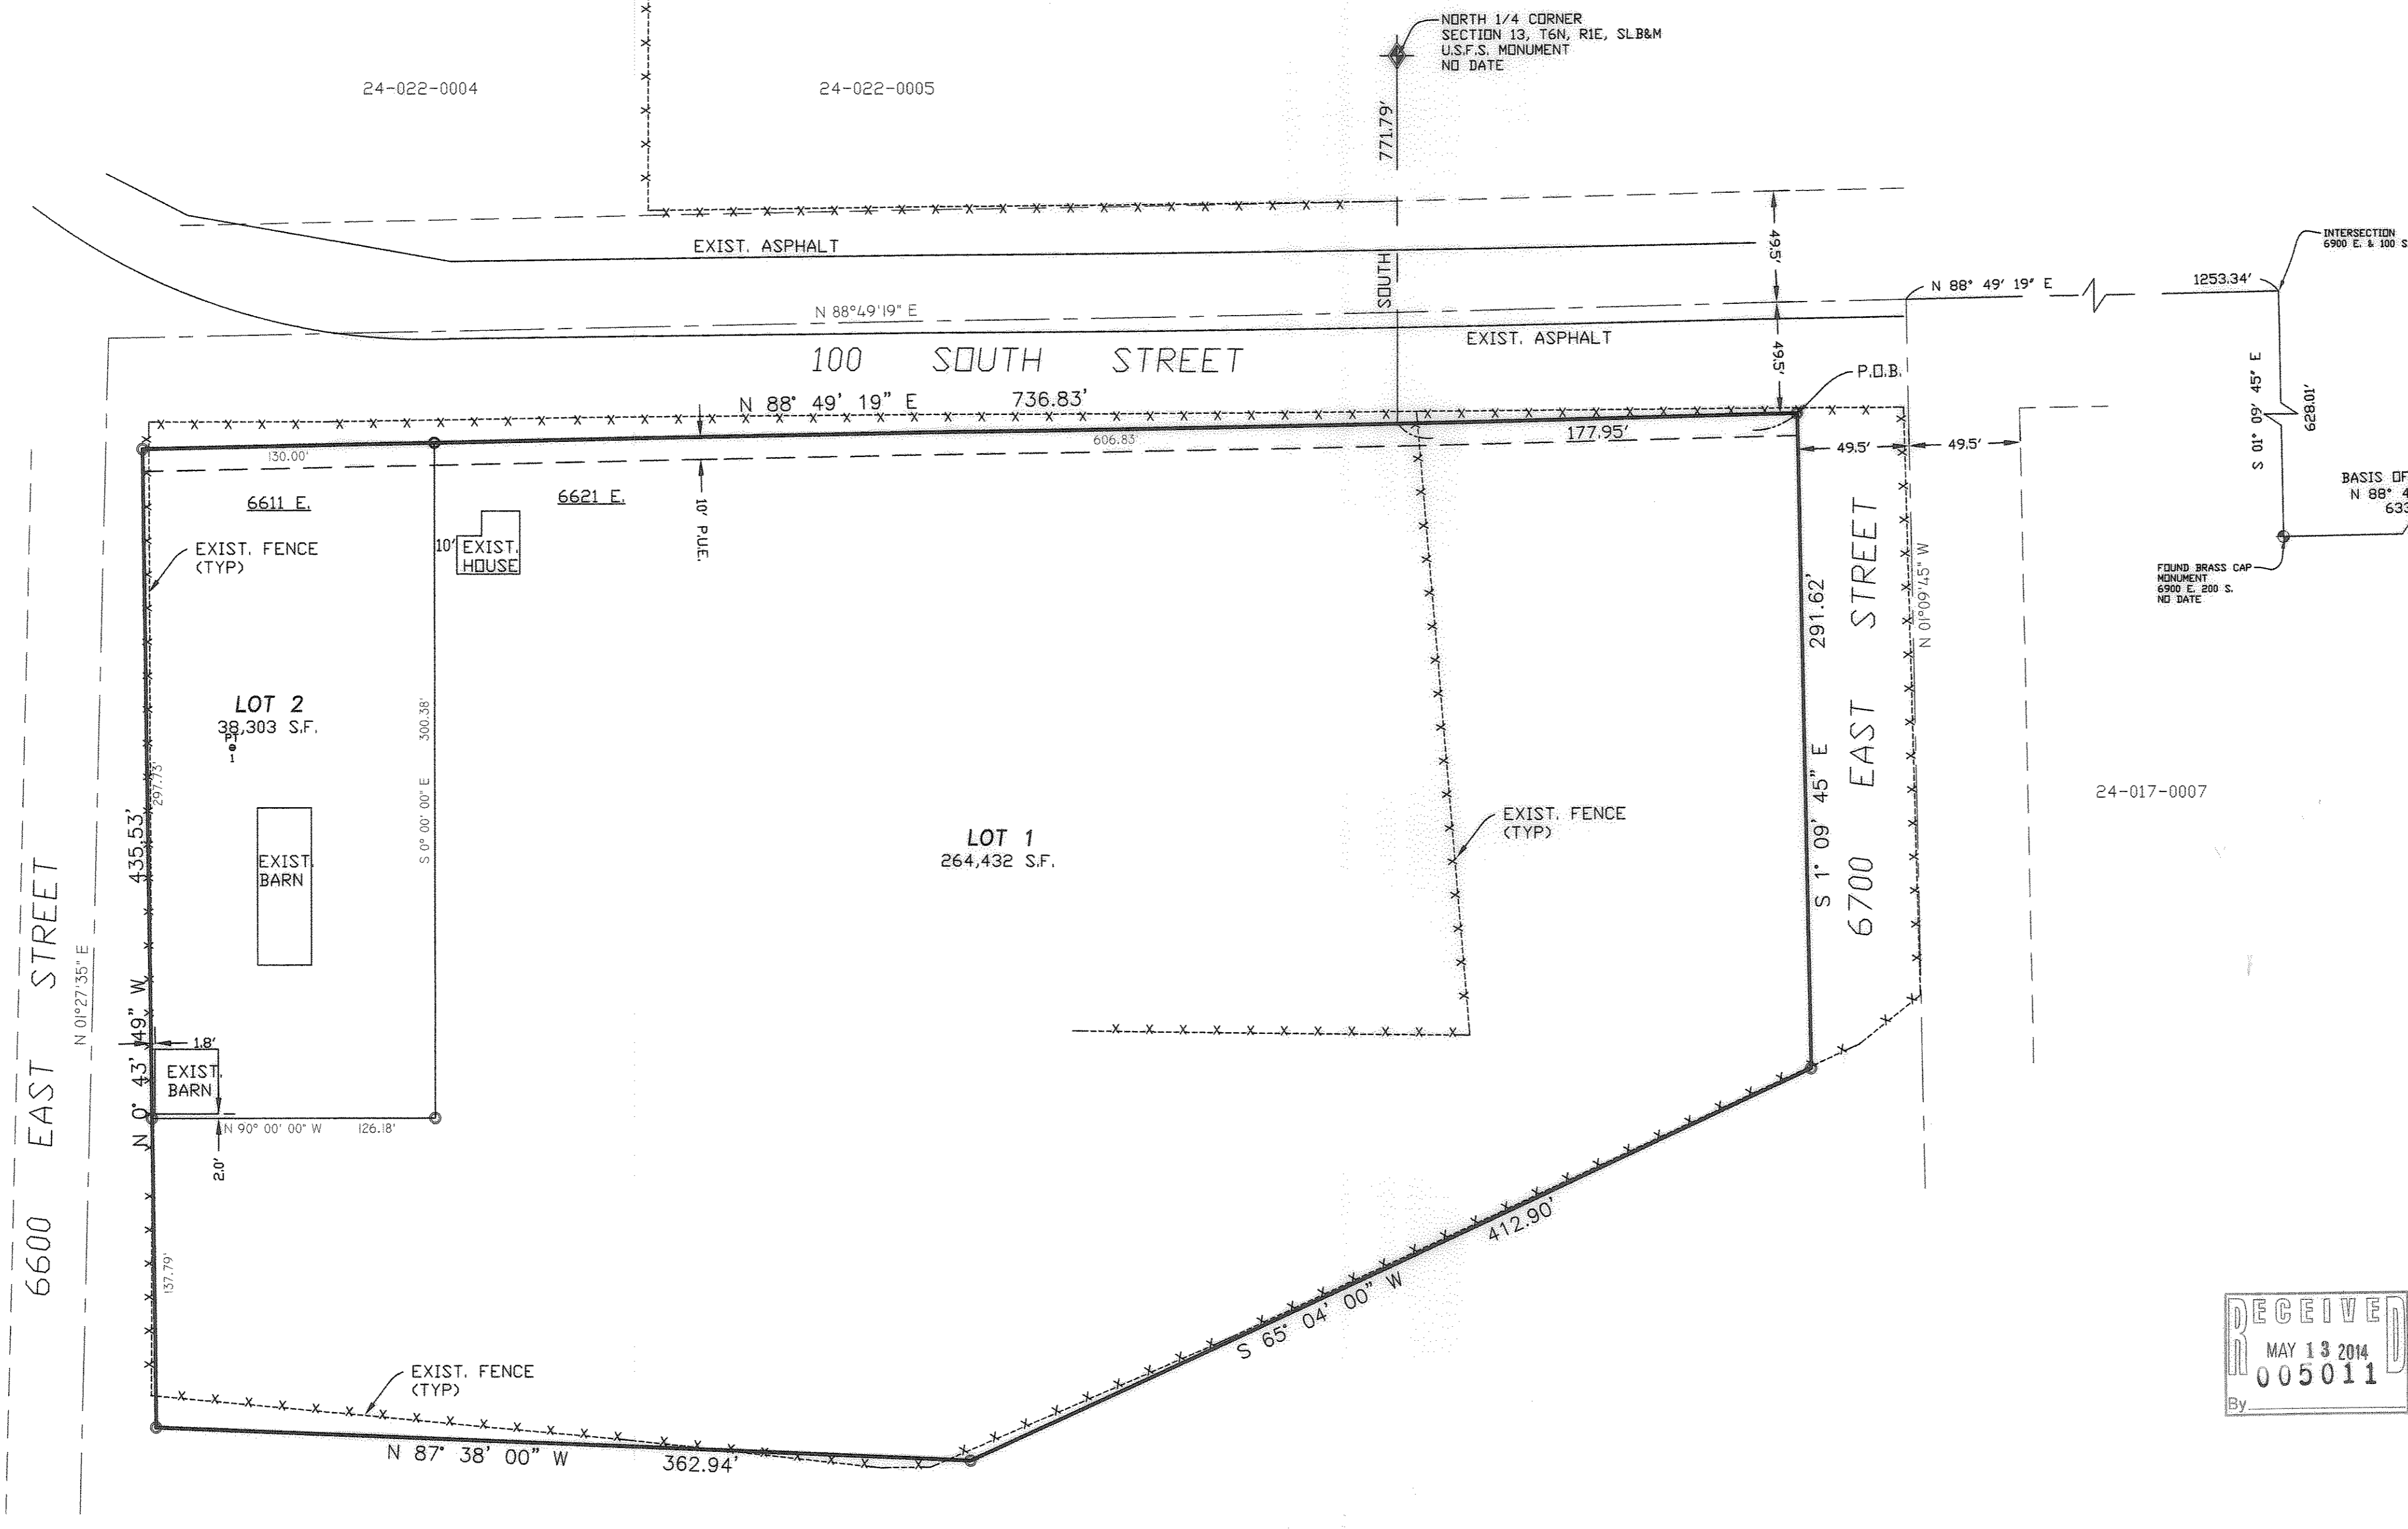 NORTH 1/4 CORNER
SECTION 13, T6N, R1E, SLB&M
U.S.F.S. MONUMENT
NO DATE
24-022-0004
24-022-0005
771.79'
SOUTH
EXIST. ASPHALT
49.5'
INTERSECTION
6900 E. & 100 S
N 88° 49' 19" E
1253.34'
N 88°49'19" E
EXIST. ASPHALT
100 SOUTH STREET
49.5'
P.O.B.
S 01° 09' 45" E
628.01'
N 88° 49' 19" E 736.83'
130.00'
606.83'
177.95'
49.5'
49.5'
BASIS OF
N 88° 4
633
6611 E.
6621 E.
10' P.U.E.
EXIST. FENCE
(TYP)
10'
EXIST.
HOUSE
FOUND BRASS CAP
MONUMENT
6900 E. 200 S.
NO DATE
291.62'
S 1° 09' 45" E
6700 EAST STREET
N 01°09'45" W
LOT 2
38,303 S.F.
PT
1
300.38'
S 0° 00' 00" E
297.73'
435.53'
N 0° 43' 49" W
24-017-0007
LOT 1
264,432 S.F.
EXIST. FENCE
(TYP)
EXIST.
BARN
6600 EAST STREET
N 01°27'35" E
1.8'
EXIST.
BARN
N 90° 00' 00" W 126.18'
2.0'
137.79'
412.90'
S 65° 04' 00" W
EXIST. FENCE
(TYP)
N 87° 38' 00" W 362.94'
RECEIVED
MAY 13 2014
005011
By